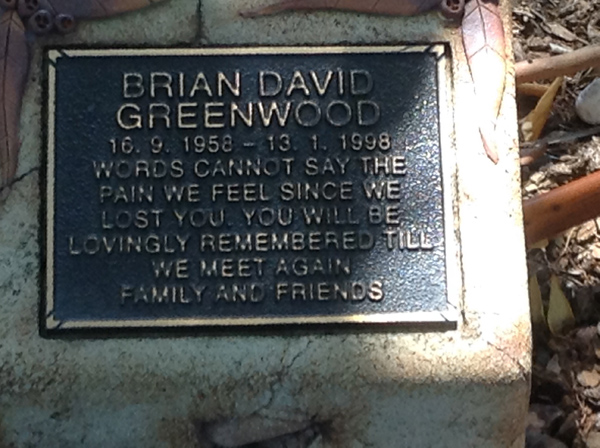 BRIAN DAVID
GREENWOOD
16. 9. 1958 - 13. 1. 1998
WORDS CANNOT SAY THE
PAIN WE FEEL SINCE WE
LOST YOU. YOU WILL BE
LOVINGLY REMEMBERED TILL
WE MEET AGAIN
FAMILY AND FRIENDS